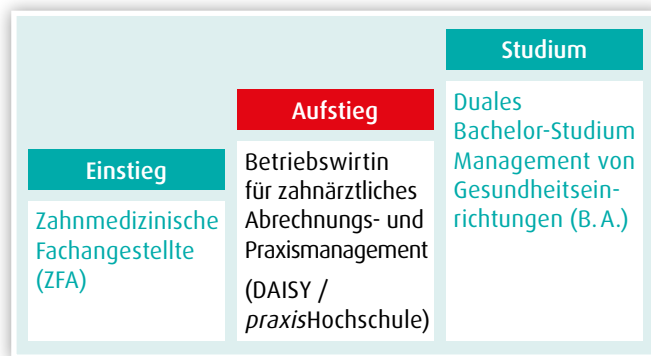 Einstieg
Zahnmedizinische
Fachangestellte
(ZFA)
Aufstieg
Betriebswirtin
für zahnärztliches
Abrechnungs- und
Praxismanagement
(DAISY /
praxisHochschule)
Studium
Duales
Bachelor-Studium
Management von
Gesundheitsein-
richtungen (B. A.)